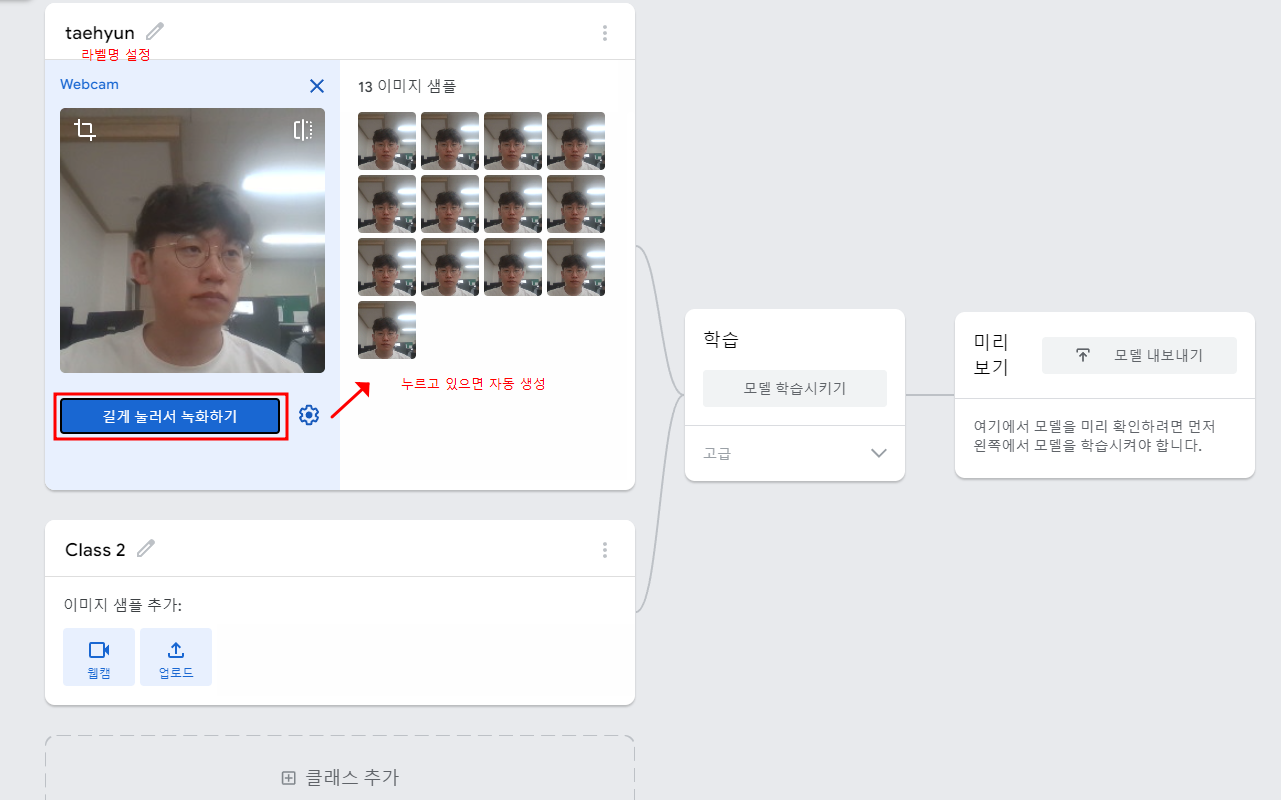 taehyun
라벨명 설정
Webcam
13 이미지 샘플
누르고 있으면 자동 생성
길게 눌러서 녹화하기
학습
모델 학습시키기
고급
미리
보기
모델 내보내기
여기에서 모델을 미리 확인하려면 먼저
왼쪽에서 모델을 학습시켜야 합니다.
Class 2
이미지 샘플 추가:
웹캠
업로드
클래스 추가